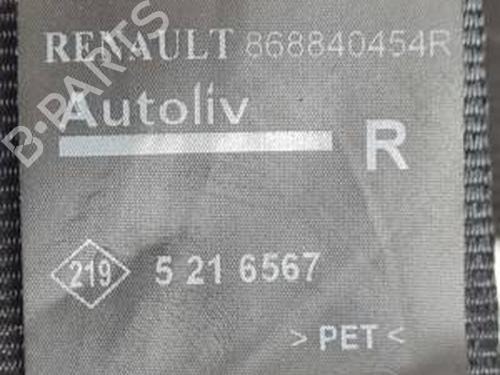 RENAULT 868840454R
Autoliv
R
219 5 21 6567
> PET <
B-PARTS